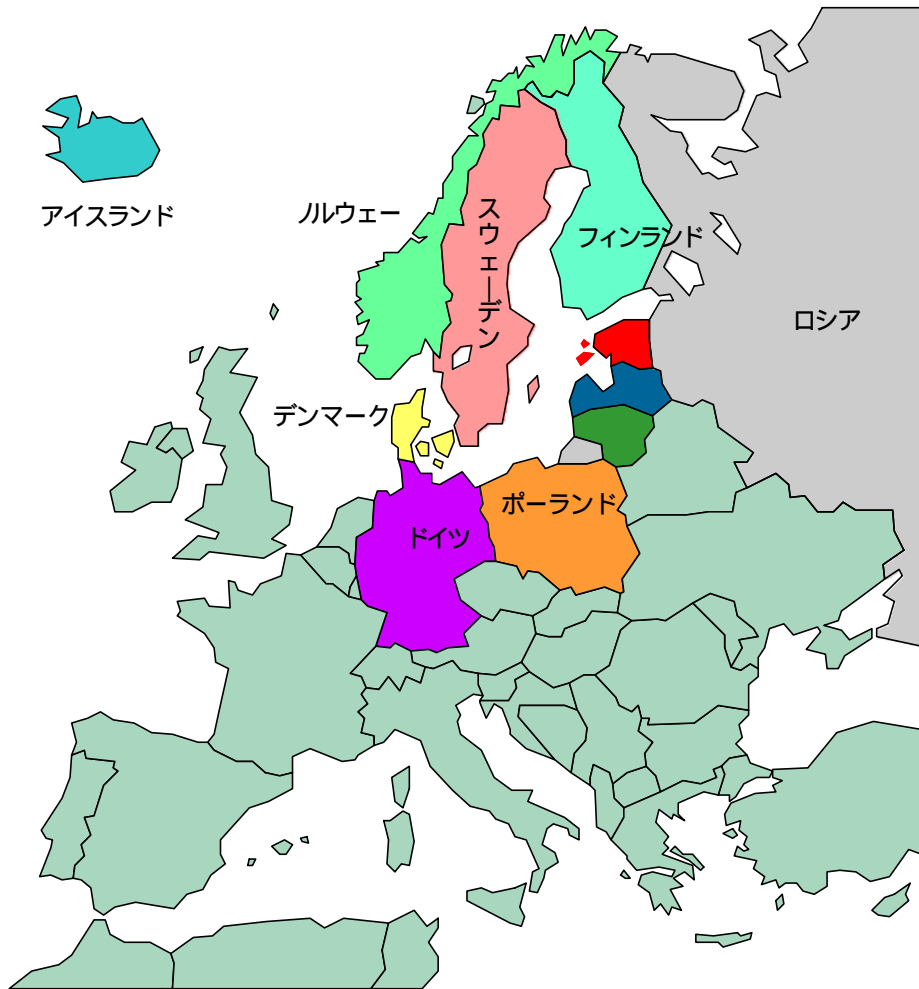 アイスランド
ノルウェー
スウェーデン
フィンランド
ロシア
デンマーク
ポーランド
ドイツ